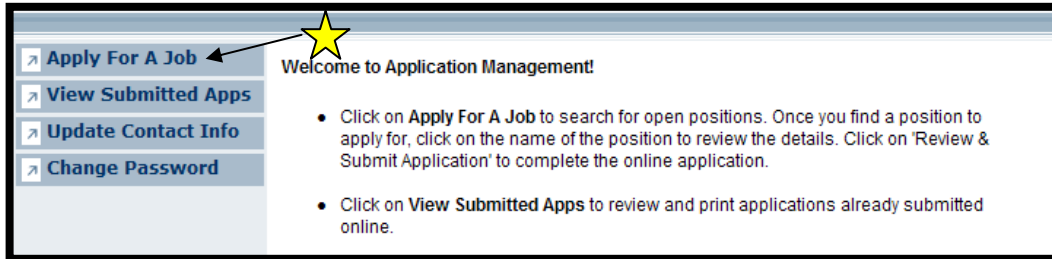 Apply For A Job
View Submitted Apps
Update Contact Info
Change Password
Welcome to Application Management!
• Click on Apply For A Job to search for open positions. Once you find a position to
apply for, click on the name of the position to review the details. Click on 'Review &
Submit Application' to complete the online application.
• Click on View Submitted Apps to review and print applications already submitted
online.